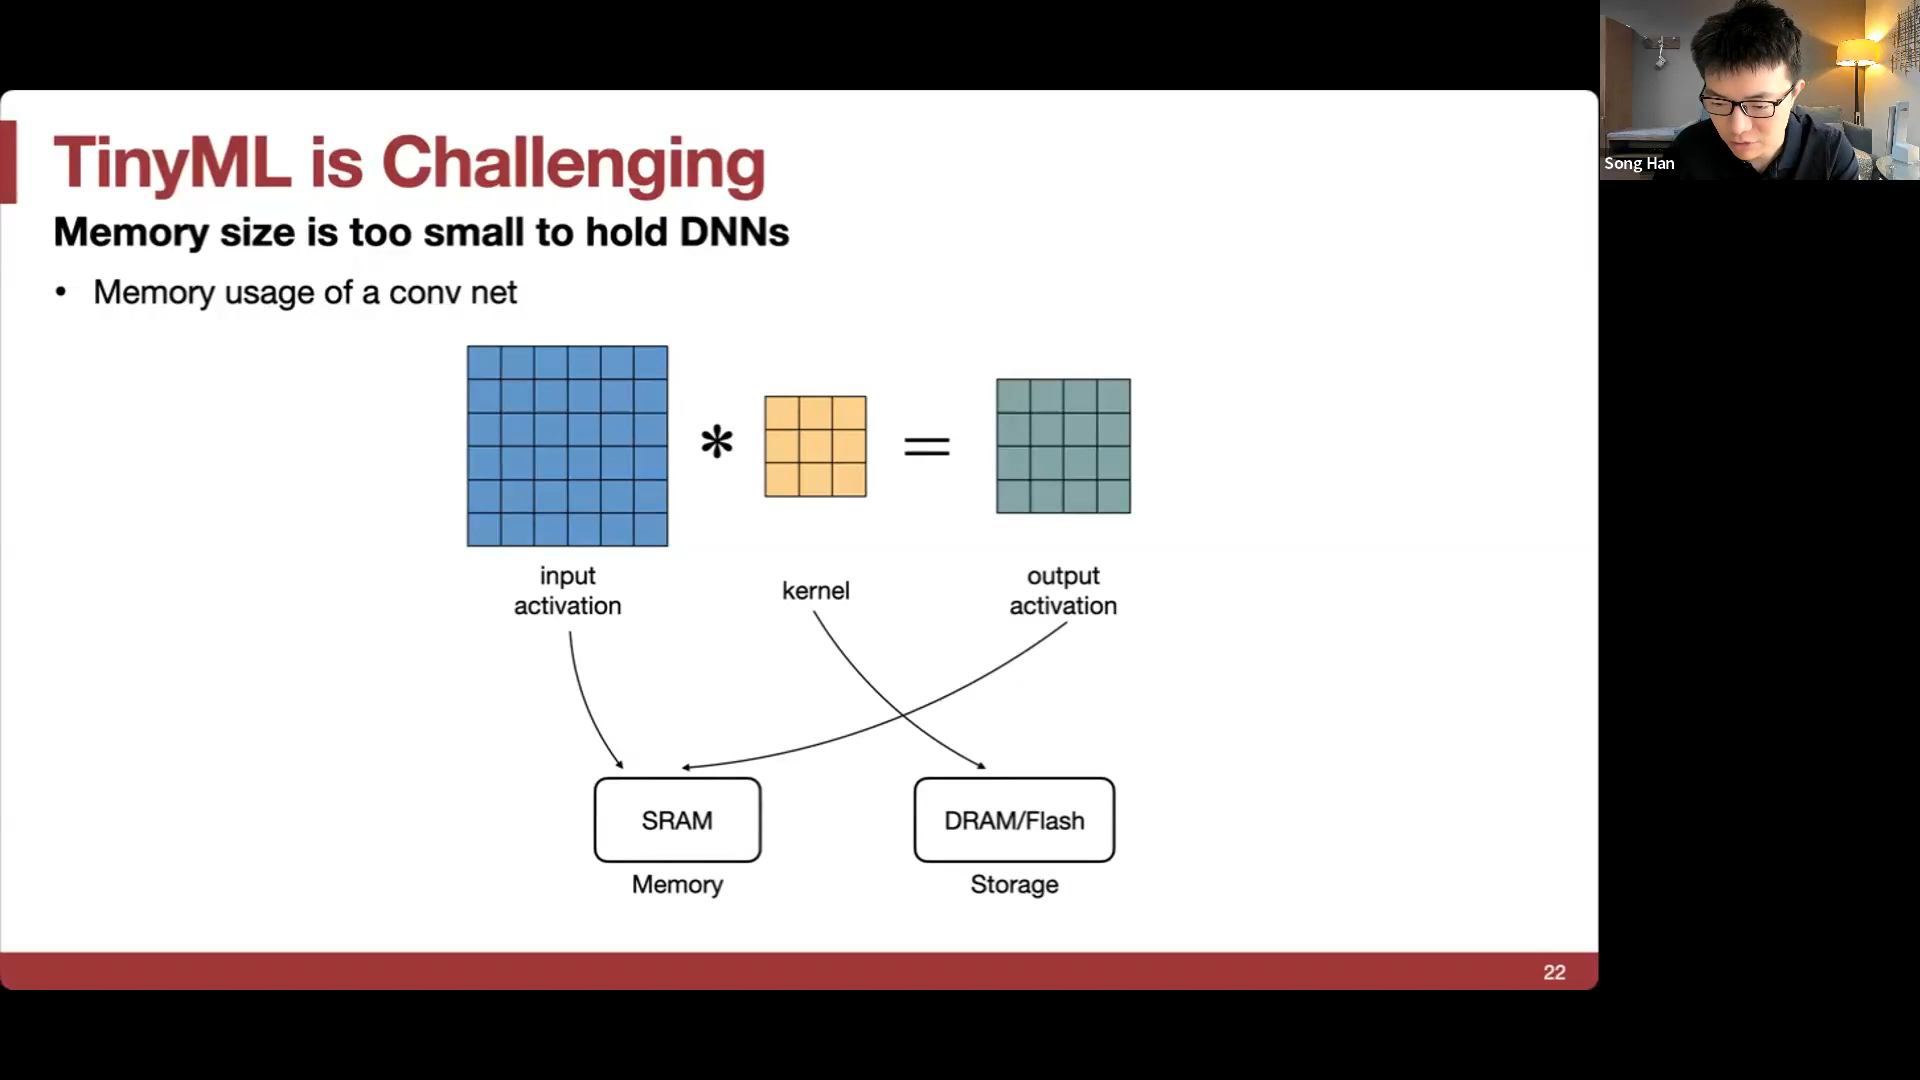 TinyML is Challenging
Memory size is too small to hold DNNs
• Memory usage of a conv net
*
=
input
activation
kernel
output
activation
SRAM
DRAM/Flash
Memory
Storage
22
Song Han